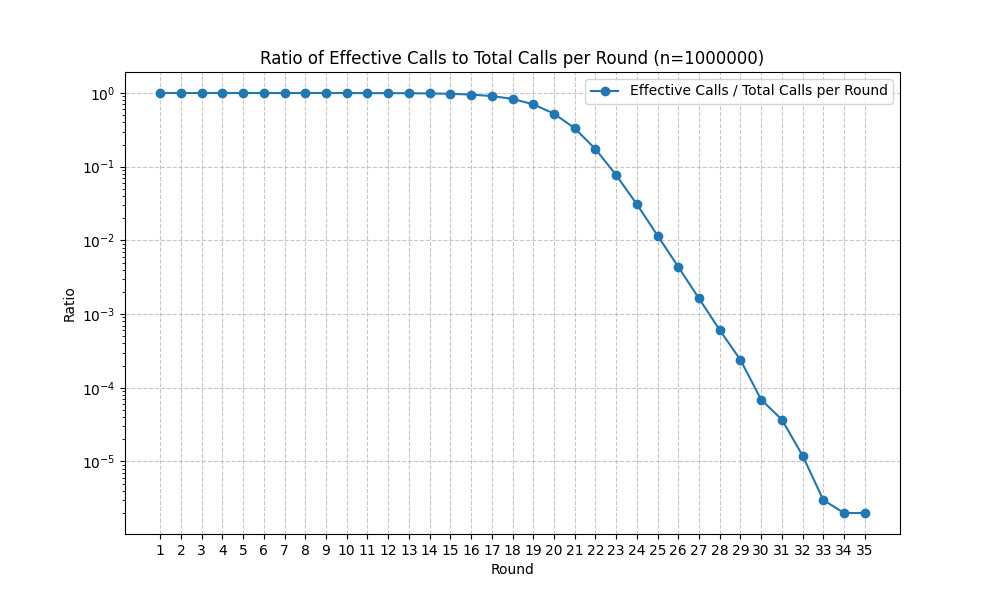 Ratio of Effective Calls to Total Calls per Round (n=1000000)
Effective Calls / Total Calls per Round
Ratio
10⁰
10⁻¹
10⁻²
10⁻³
10⁻⁴
10⁻⁵
1 2 3 4 5 6 7 8 9 10 11 12 13 14 15 16 17 18 19 20 21 22 23 24 25 26 27 28 29 30 31 32 33 34 35
Round